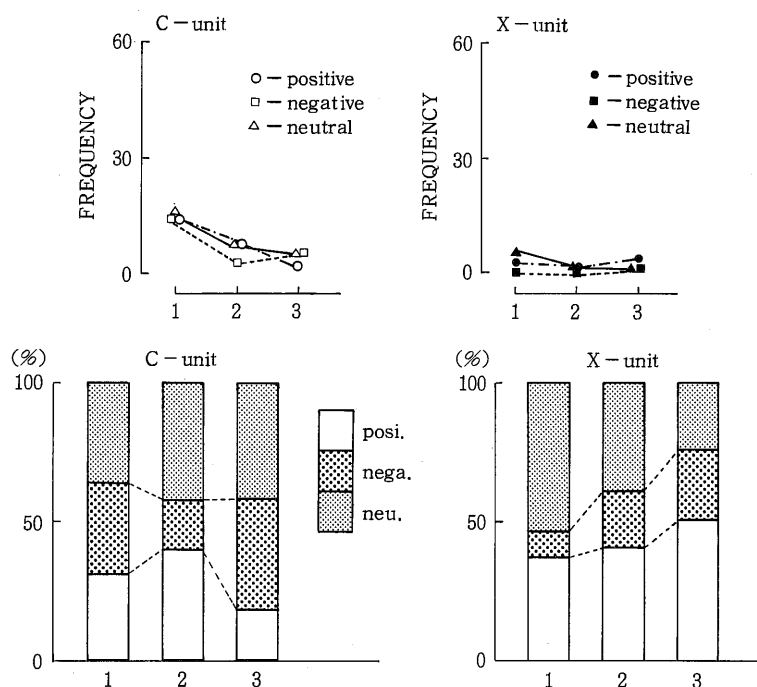 C-unit
60
30
0
FREQUENCY
○ — positive
□ — negative
△ — neutral
1 2 3
X-unit
60
30
0
FREQUENCY
● — positive
■ — negative
▲ — neutral
1 2 3
(%)
C-unit
100
50
0
1 2 3
posi.
nega.
neu.
(%)
X-unit
100
50
0
1 2 3